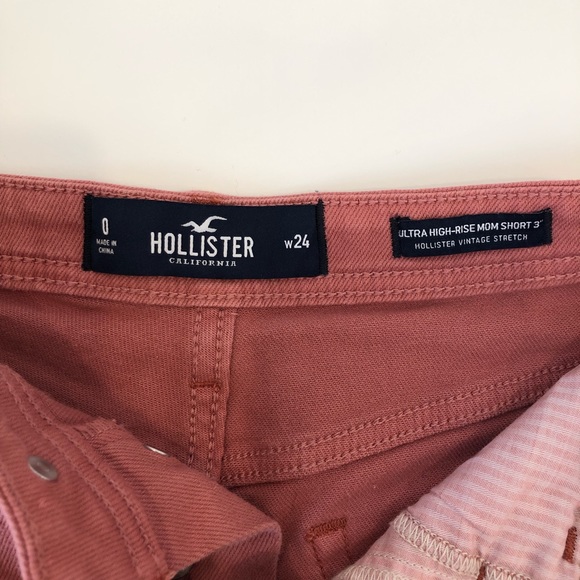 0
MADE IN
CHINA
HOLLISTER
CALIFORNIA
W24
ULTRA HIGH-RISE MOM SHORT 3"
HOLLISTER VINTAGE STRETCH